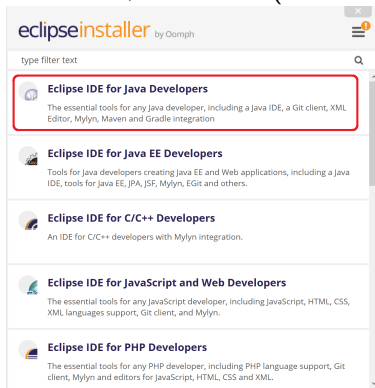 eclipseinstaller by Oomph
type filter text
Eclipse IDE for Java Developers
The essential tools for any Java developer, including a Java IDE, a Git client, XML
Editor, Mylyn, Maven and Gradle integration
Eclipse IDE for Java EE Developers
Tools for Java developers creating Java EE and Web applications, including a Java
IDE, tools for Java EE, JPA, JSF, Mylyn, EGit and others.
Eclipse IDE for C/C++ Developers
An IDE for C/C++ developers with Mylyn integration.
Eclipse IDE for JavaScript and Web Developers
The essential tools for any JavaScript developer, including JavaScript, HTML, CSS,
XML languages support, Git client, and Mylyn.
Eclipse IDE for PHP Developers
The essential tools for any PHP developer, including PHP language support, Git
client, Mylyn and editors for JavaScript, HTML, CSS and XML.